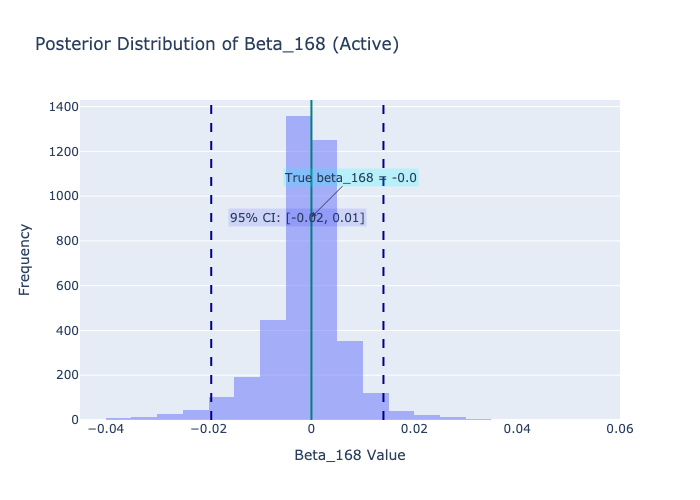 Posterior Distribution of Beta_168 (Active)
1400
1200
1000
800
600
400
200
0
True beta_168 = -0.0
95% CI: [-0.02, 0.01]
Frequency
−0.04
−0.02
0
0.02
0.04
0.06
Beta_168 Value